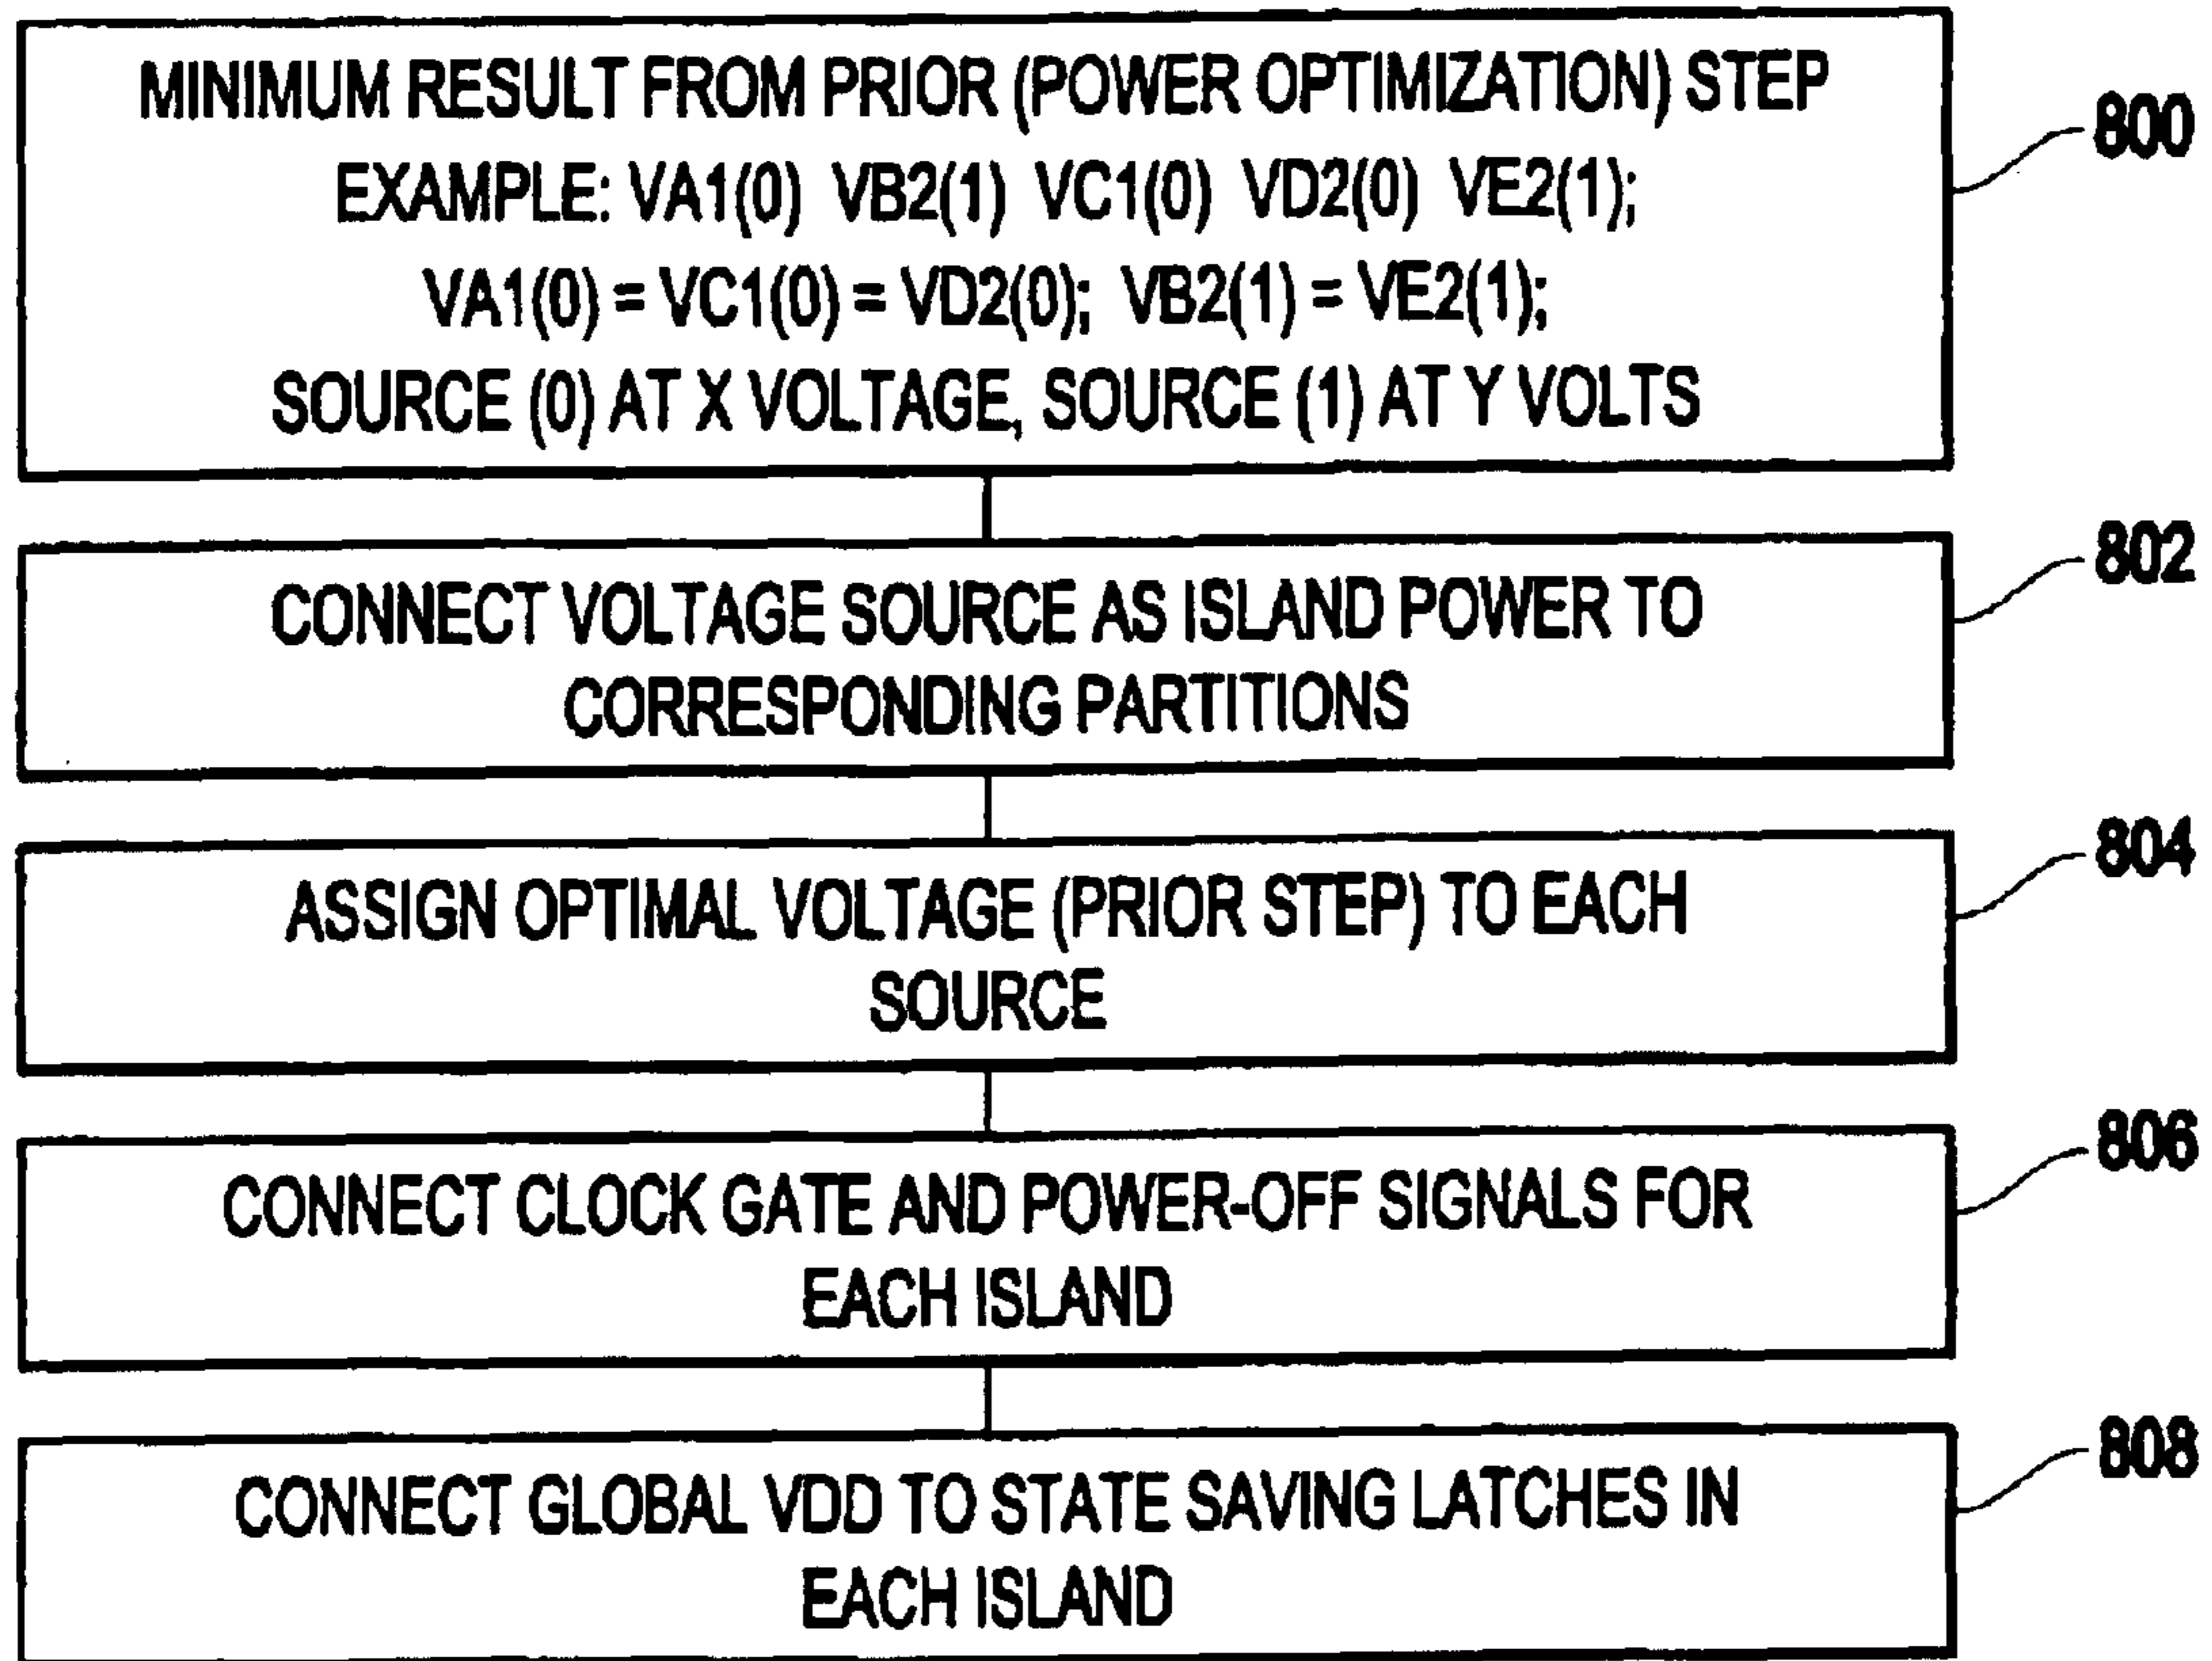 MINIMUM RESULT FROM PRIOR (POWER OPTIMIZATION) STEP
EXAMPLE: VA1(0) VB2(1) VC1(0) VD2(0) VE2(1);
VA1(0) = VC1(0) = VD2(0); VB2(1) = VE2(1);
SOURCE (0) AT X VOLTAGE, SOURCE (1) AT Y VOLTS
800
CONNECT VOLTAGE SOURCE AS ISLAND POWER TO
CORRESPONDING PARTITIONS
802
ASSIGN OPTIMAL VOLTAGE (PRIOR STEP) TO EACH
SOURCE
804
CONNECT CLOCK GATE AND POWER-OFF SIGNALS FOR
EACH ISLAND
806
CONNECT GLOBAL VDD TO STATE SAVING LATCHES IN
EACH ISLAND
808